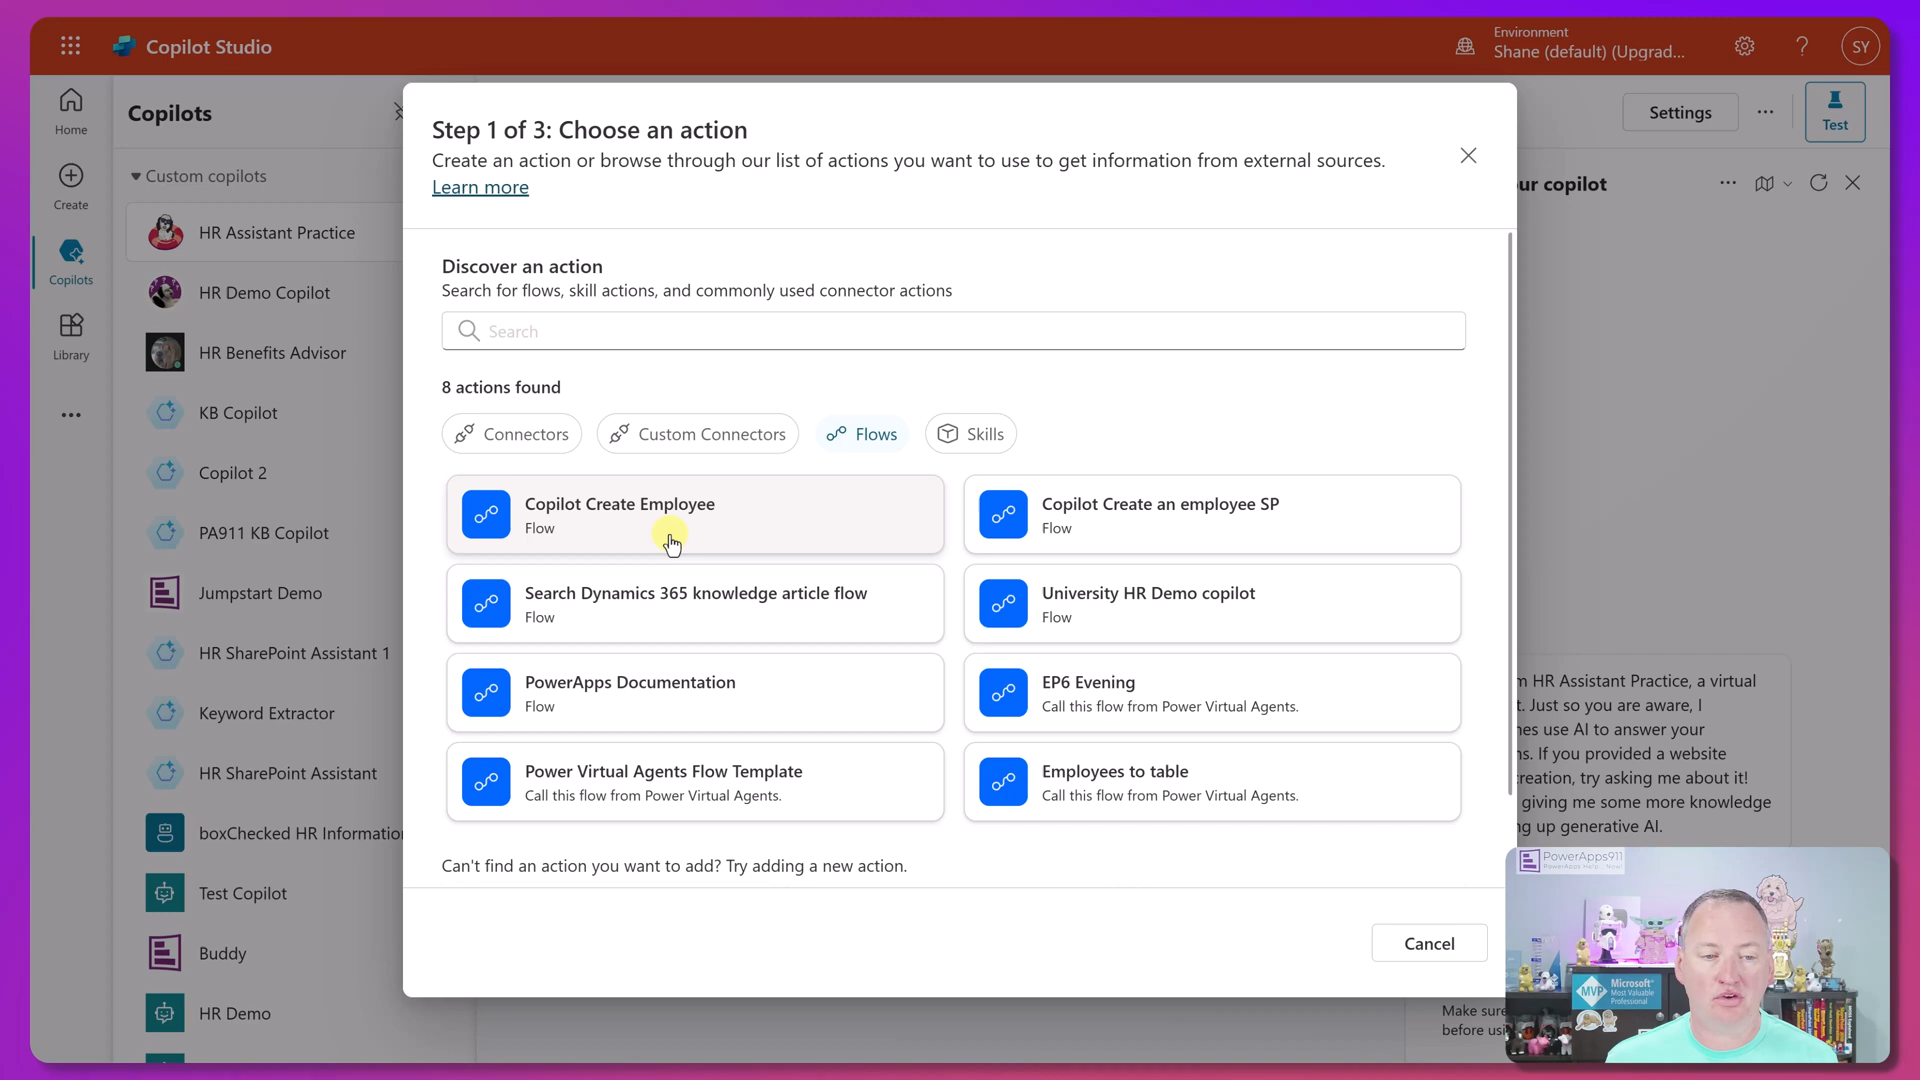 Copilot Studio
Environment
Shane (default) (Upgrad...
SY
Home
Create
Copilots
Library
Copilots
Custom copilots
HR Assistant Practice
HR Demo Copilot
HR Benefits Advisor
KB Copilot
Copilot 2
PA911 KB Copilot
Jumpstart Demo
HR SharePoint Assistant 1
Keyword Extractor
HR SharePoint Assistant
boxChecked HR Informatio
Test Copilot
Buddy
HR Demo
Settings
Test
ur copilot
Step 1 of 3: Choose an action
Create an action or browse through our list of actions you want to use to get information from external sources.
Learn more
Discover an action
Search for flows, skill actions, and commonly used connector actions
Search
8 actions found
Connectors
Custom Connectors
Flows
Skills
Copilot Create Employee
Flow
Copilot Create an employee SP
Flow
Search Dynamics 365 knowledge article flow
Flow
University HR Demo copilot
Flow
PowerApps Documentation
Flow
EP6 Evening
Call this flow from Power Virtual Agents.
Power Virtual Agents Flow Template
Call this flow from Power Virtual Agents.
Employees to table
Call this flow from Power Virtual Agents.
Can't find an action you want to add? Try adding a new action.
Cancel
m HR Assistant Practice, a virtual
t. Just so you are aware, I
nes use AI to answer your
ns. If you provided a website
reation, try asking me about it!
giving me some more knowledge
ng up generative AI.
Make sure
before usi
PowerApps911
PowerApps Help... Now!
MVP
Microsoft
Most Valuable
Professional